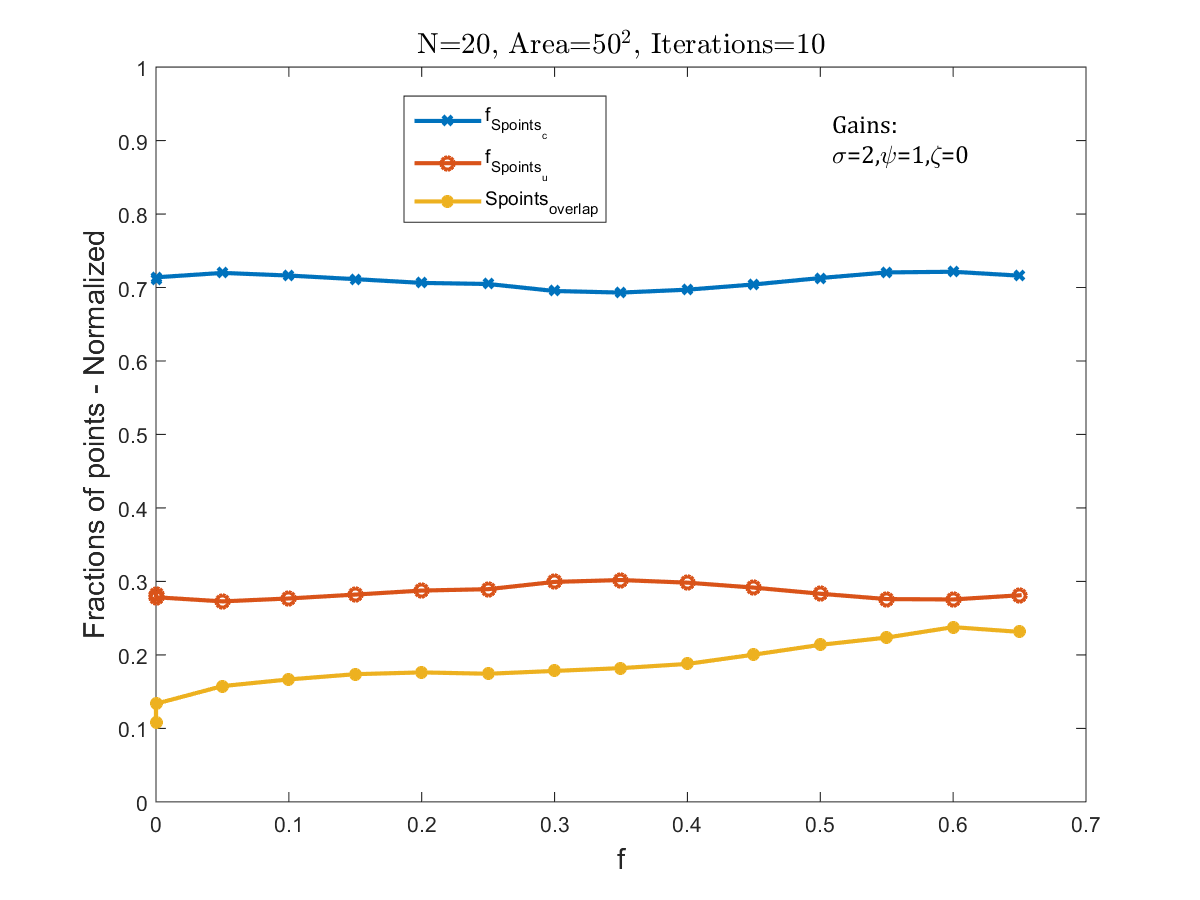 N=20, Area=50², Iterations=10
f_Spoints_c
f_Spoints_u
Spoints_overlap
Gains:
σ=2,ψ=1,ζ=0
Fractions of points - Normalized
1
0.9
0.8
0.7
0.6
0.5
0.4
0.3
0.2
0.1
0
0 0.1 0.2 0.3 0.4 0.5 0.6 0.7
f